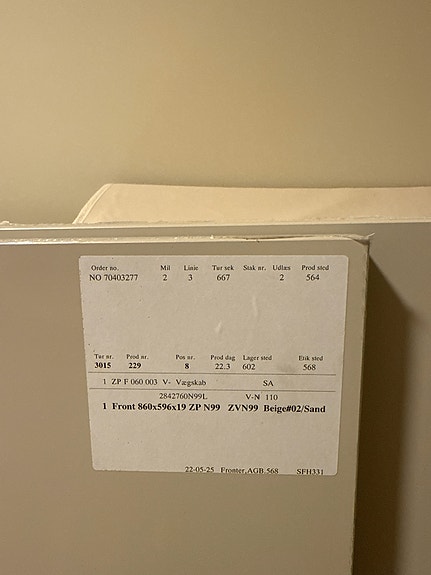 Order no. Mil Linie Tur sek Stak nr. Udlæs Prod sted
NO 70403277 2 3 667 2 564
Tur nr. Prod nr. Pos nr. Prod dag Lager sted Etik sted
3015 229 8 22.3 602 568
1 ZP F 060 003 V- Vægskab SA
2842760N99L V-N 110
1 Front 860x596x19 ZP N99 ZVN99 Beige#02/Sand
22-05-25 Fronter,AGB.568 SFH331